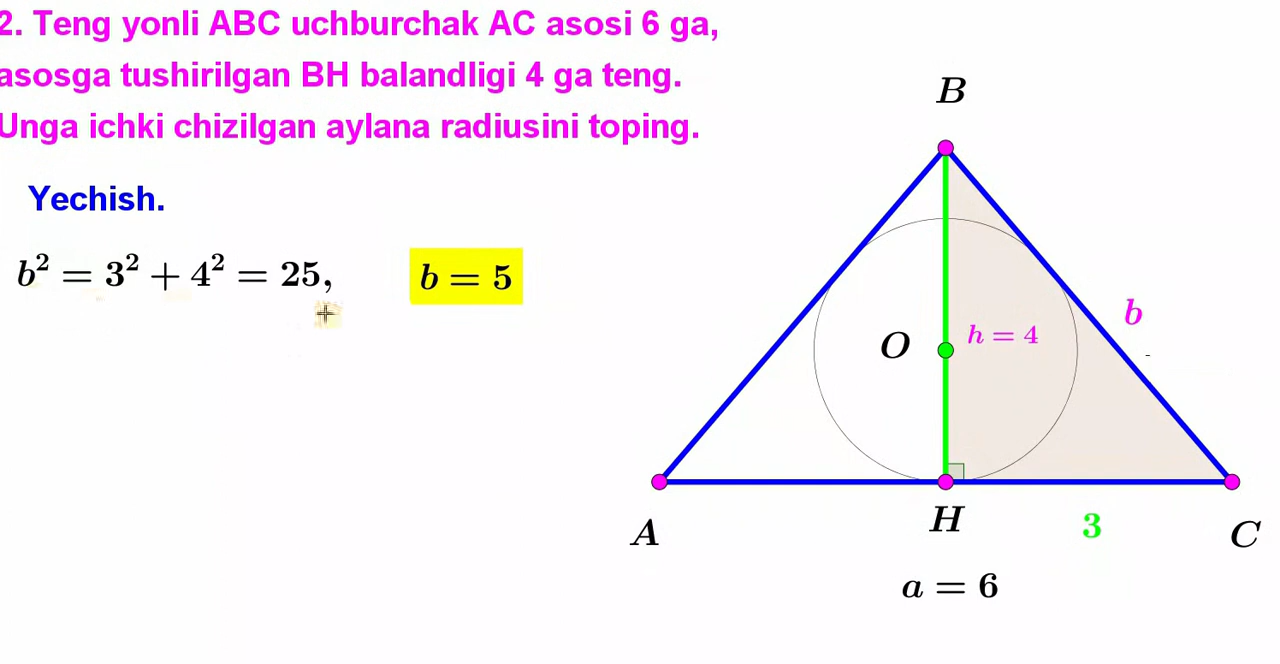 2. Teng yonli ABC uchburchak AC asosi 6 ga,
asosga tushirilgan BH balandligi 4 ga teng.
Unga ichki chizilgan aylana radiusini toping.
Yechish.
b² = 3² + 4² = 25, b = 5
B
b
O h = 4
A H 3 C
a = 6